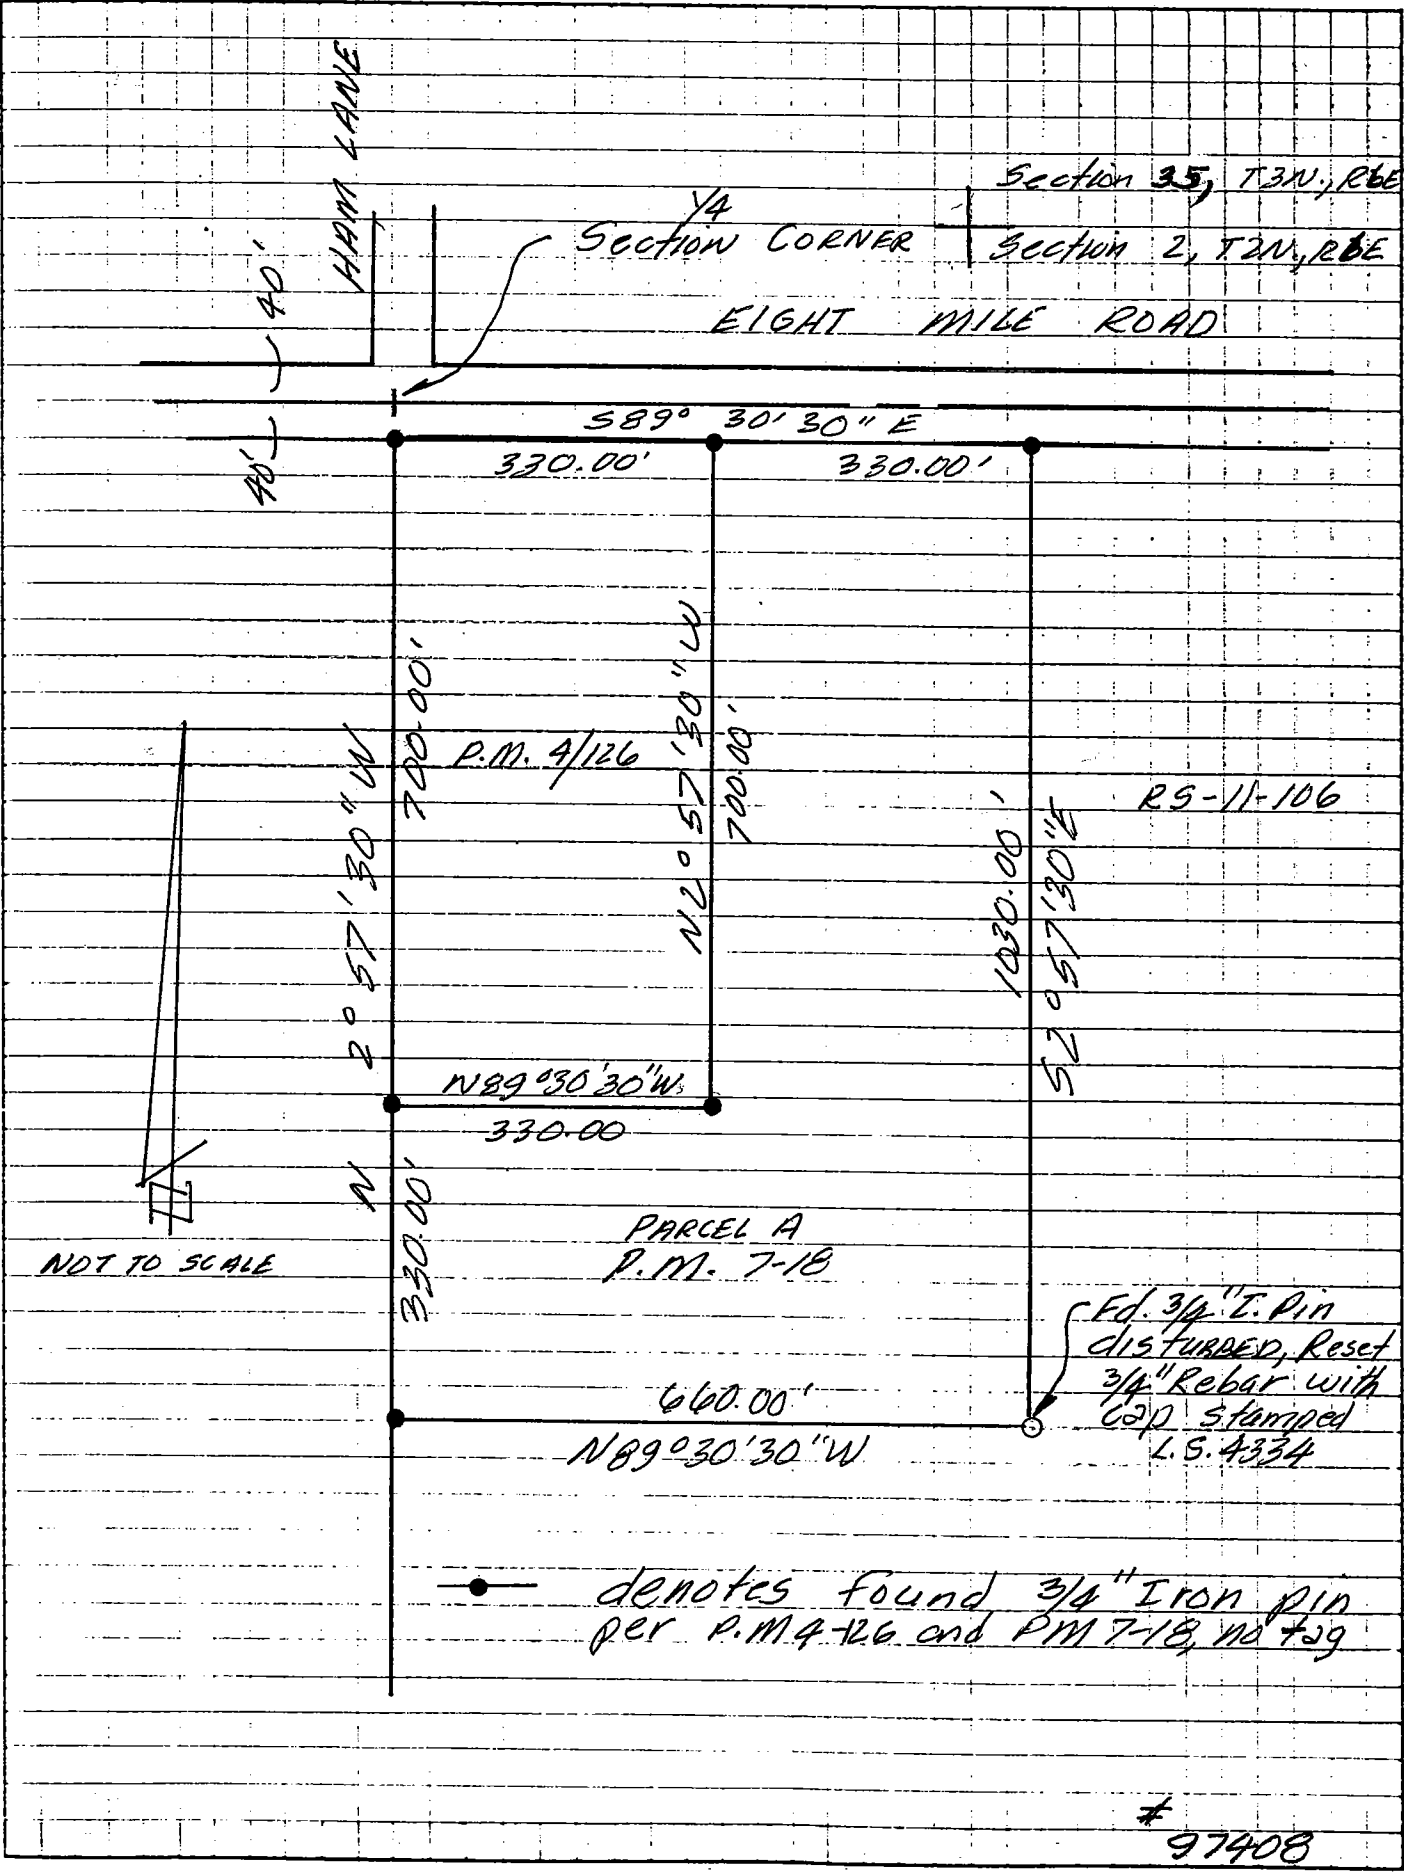 HAM LANE
Section 35, T3N., R6E
1/4
Section CORNER
Section 2, T2N., R6E
40'
EIGHT MILE ROAD
40'
S89° 30' 30" E
330.00'
330.00'
N 2° 57' 30" W
700.00'
P.M. 4/126
N2° 57' 30" W
700.00'
RS-11-106
1030.00'
S2° 57' 30" E
N89°30'30"W
330.00
330.00'
PARCEL A
P.M. 7-18
NOT TO SCALE
Fd. 3/4" I. Pin
disTURBED, Reset
3/4" Rebar with
cap stamped
L.S. 4334
660.00'
N89°30'30"W
denotes found 3/4" Iron pin
per P.M 4-126 and PM 7-18, no tag
#
97408